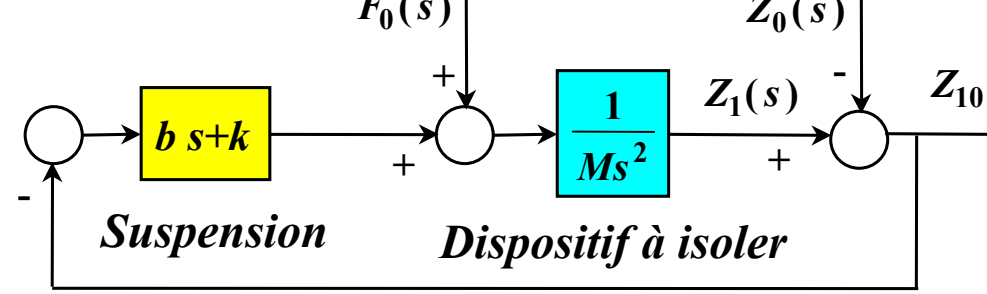 F₀(s)
Z₀(s)
+
-
Z₁(s)
Z₁₀
b s+k
1
Ms²
+
+
-
Suspension
Dispositif à isoler